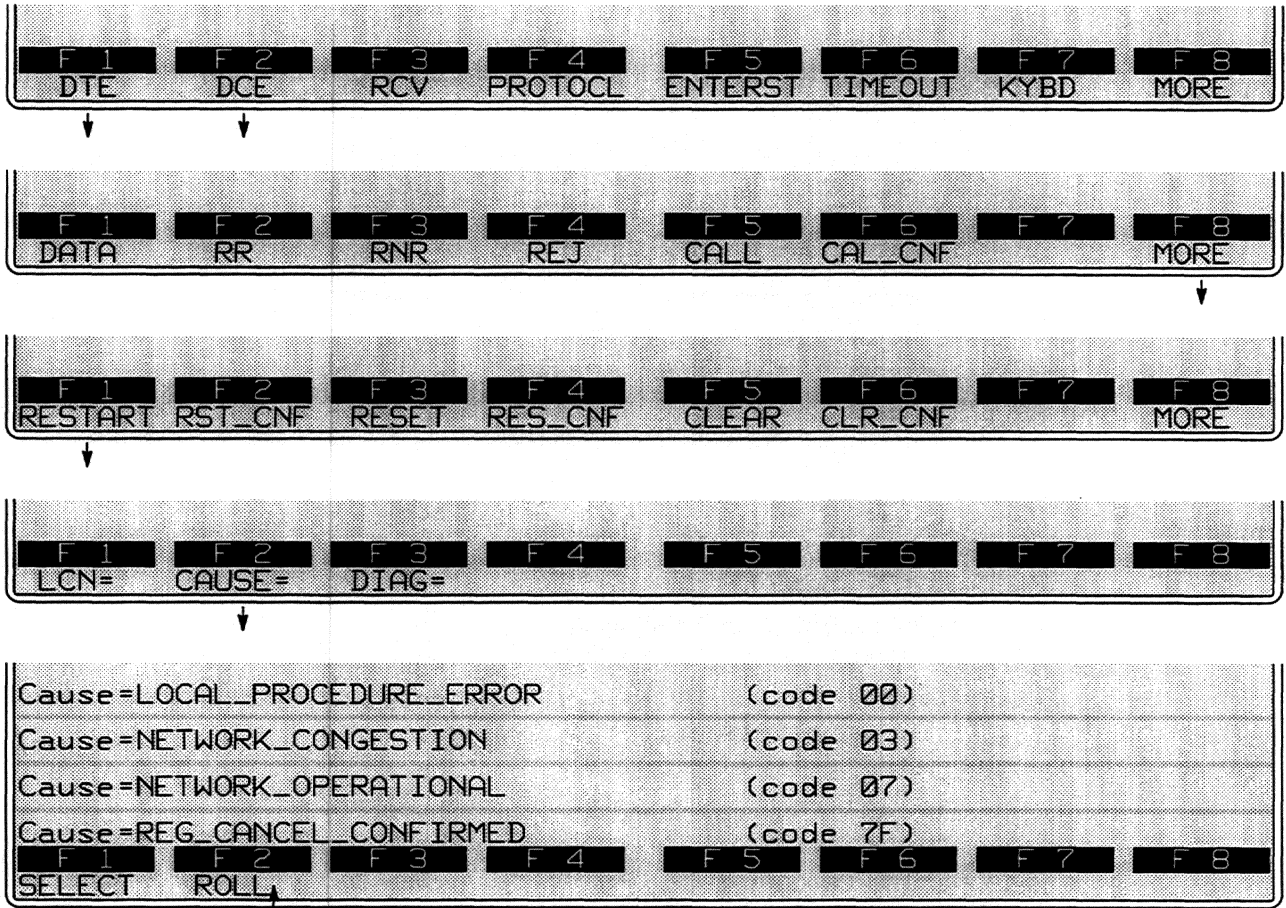 F 1 F 2 F 3 F 4 F 5 F 6 F 7 F 8
DTE DCE RCV PROTOCL ENTERST TIMEOUT KYBD MORE
F 1 F 2 F 3 F 4 F 5 F 6 F 7 F 8
DATA RR RNR REJ CALL CAL_CNF MORE
F 1 F 2 F 3 F 4 F 5 F 6 F 7 F 8
RESTART RST_CNF RESET RES_CNF CLEAR CLR_CNF MORE
F 1 F 2 F 3 F 4 F 5 F 6 F 7 F 8
LCN= CAUSE= DIAG=
Cause=LOCAL_PROCEDURE_ERROR (code 00)
Cause=NETWORK_CONGESTION (code 03)
Cause=NETWORK_OPERATIONAL (code 07)
Cause=REG_CANCEL_CONFIRMED (code 7F)
F 1 F 2 F 3 F 4 F 5 F 6 F 7 F 8
SELECT ROLL